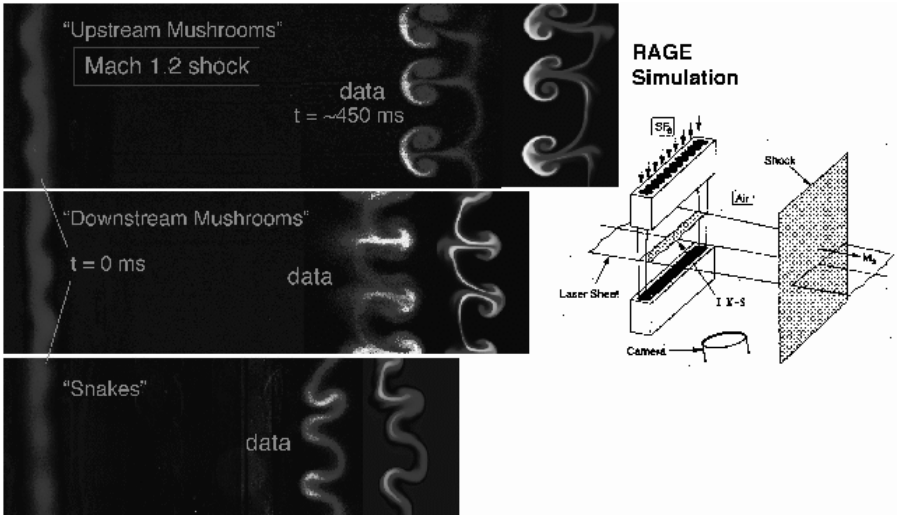 "Upstream Mushrooms"
Mach 1.2 shock
data
t = ~450 ms
"Downstream Mushrooms"
t = 0 ms
data
"Snakes"
data
RAGE
Simulation
SF6
Shock
Air
Laser Sheet
Camera